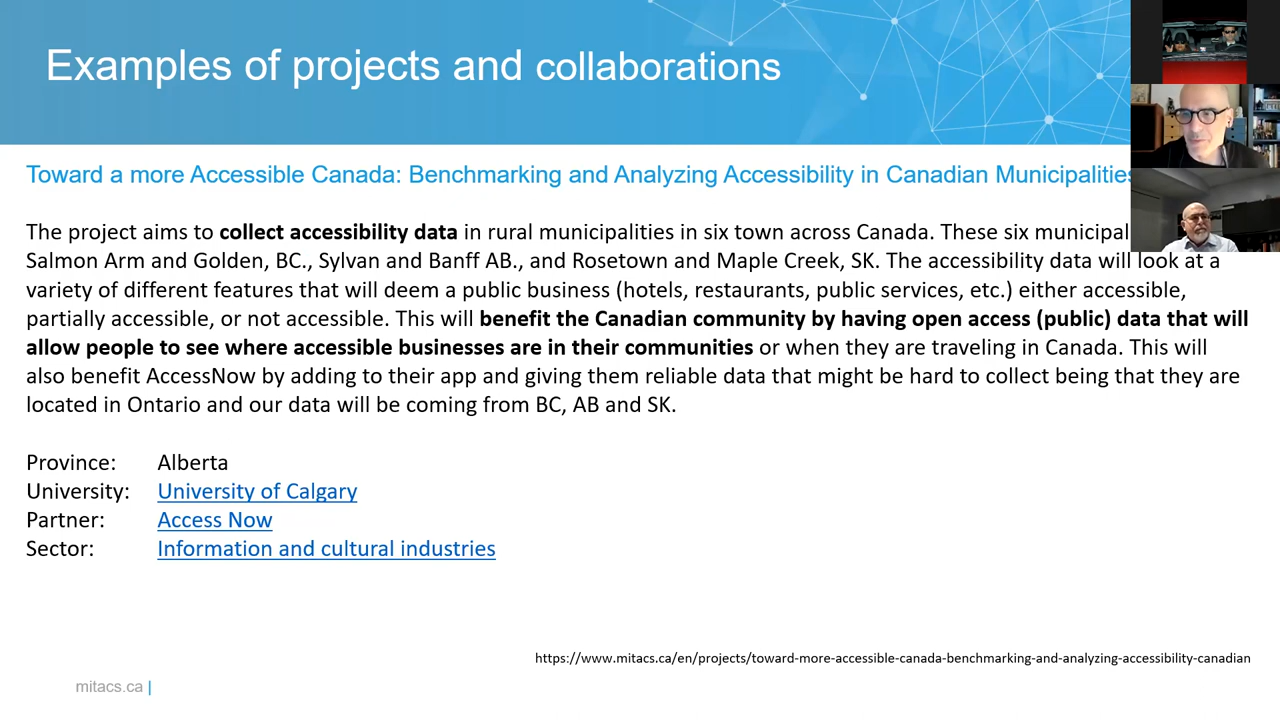 Examples of projects and collaborations
Toward a more Accessible Canada: Benchmarking and Analyzing Accessibility in Canadian Municipalities
The project aims to collect accessibility data in rural municipalities in six town across Canada. These six
Salmon Arm and Golden, BC., Sylvan and Banff AB., and Rosetown and Maple Creek, SK. The accessibility data will look at a
variety of different features that will deem a public business (hotels, restaurants, public services, etc.) either accessible,
partially accessible, or not accessible. This will benefit the Canadian community by having open access (public) data that will
allow people to see where accessible businesses are in their communities or when they are traveling in Canada. This will
also benefit AccessNow by adding to their app and giving them reliable data that might be hard to collect being that they are
located in Ontario and our data will be coming from BC, AB and SK.
Province: Alberta
University: University of Calgary
Partner: Access Now
Sector: Information and cultural industries
https://www.mitacs.ca/en/projects/toward-more-accessible-canada-benchmarking-and-analyzing-accessibility-canadian
mitacs.ca |